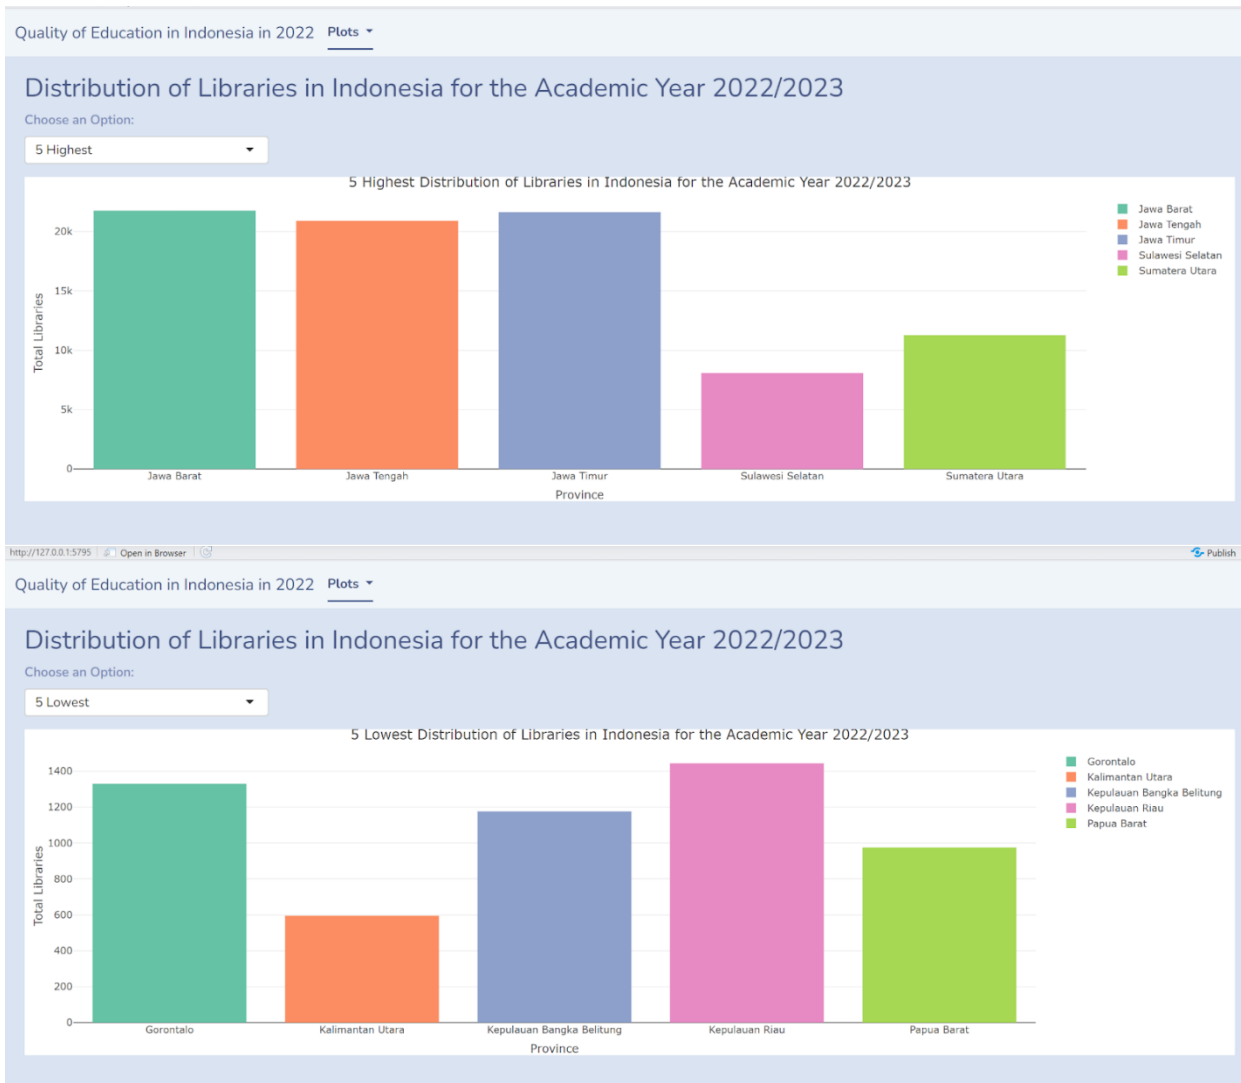 Quality of Education in Indonesia in 2022 Plots
Distribution of Libraries in Indonesia for the Academic Year 2022/2023
Choose an Option:
5 Highest
5 Highest Distribution of Libraries in Indonesia for the Academic Year 2022/2023
Jawa Barat
Jawa Tengah
Jawa Timur
Sulawesi Selatan
Sumatera Utara
Total Libraries
20k
15k
10k
5k
0
Jawa Barat Jawa Tengah Jawa Timur Sulawesi Selatan Sumatera Utara
Province
http://127.0.0.1:5795 Open in Browser Publish
Quality of Education in Indonesia in 2022 Plots
Distribution of Libraries in Indonesia for the Academic Year 2022/2023
Choose an Option:
5 Lowest
5 Lowest Distribution of Libraries in Indonesia for the Academic Year 2022/2023
Gorontalo
Kalimantan Utara
Kepulauan Bangka Belitung
Kepulauan Riau
Papua Barat
Total Libraries
1400
1200
1000
800
600
400
200
0
Gorontalo Kalimantan Utara Kepulauan Bangka Belitung Kepulauan Riau Papua Barat
Province